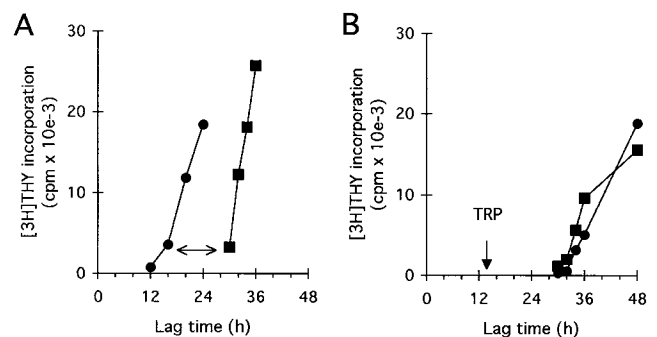 A
B
[3H]THY incorporation
(cpm x 10e-3)
30
20
10
0
0 12 24 36 48
Lag time (h)
[3H]THY incorporation
(cpm x 10e-3)
30
20
10
0
TRP
0 12 24 36 48
Lag time (h)